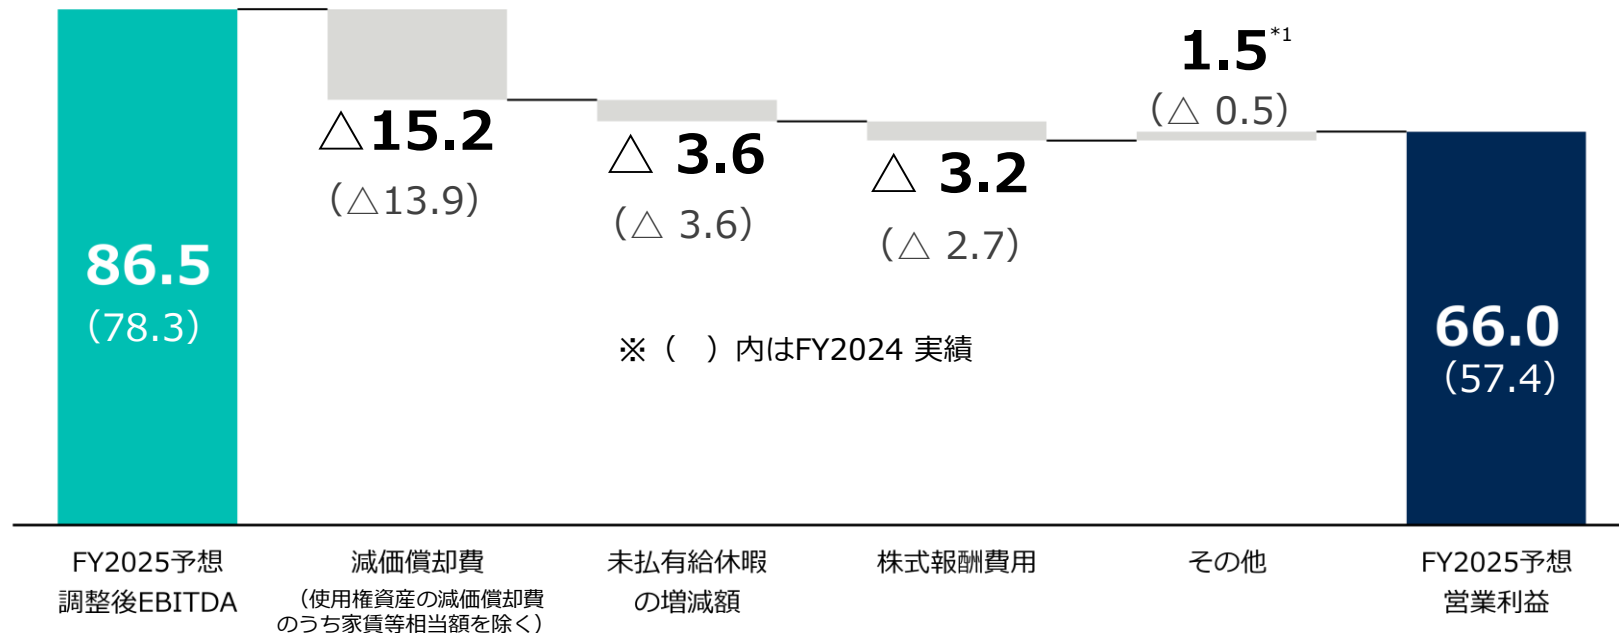 1.5*1
(△ 0.5)
△15.2
(△13.9)
△ 3.6
(△ 3.6)
△ 3.2
(△ 2.7)
86.5
(78.3)
66.0
(57.4)
※(　)内はFY2024 実績
FY2025予想
調整後EBITDA
減価償却費
(使用権資産の減価償却費
のうち家賃等相当額を除く)
未払有給休暇
の増減額
株式報酬費用
その他
FY2025予想
営業利益